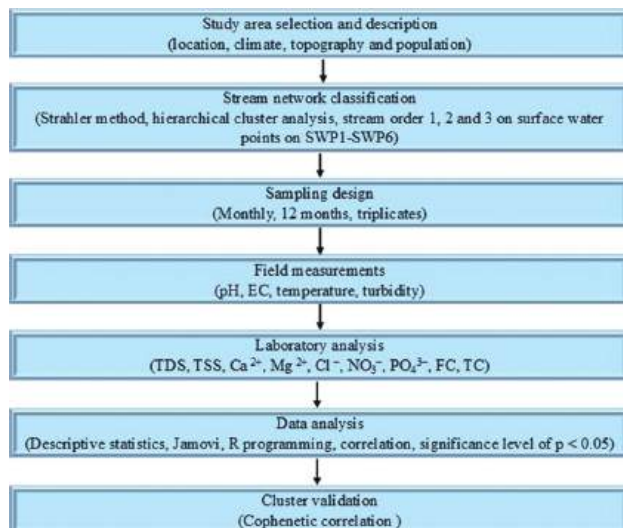 Study area selection and description
(location, climate, topography and population)
Stream network classification
(Strahler method, hierarchical cluster analysis, stream order 1, 2 and 3 on surface water
points on SWP1-SWP6)
Sampling design
(Monthly, 12 months, triplicates)
Field measurements
(pH, EC, temperature, turbidity)
Laboratory analysis
(TDS, TSS, Ca²⁺, Mg²⁺, Cl⁻, NO₃⁻, PO₄³⁻, FC, TC)
Data analysis
(Descriptive statistics, Jamovi, R programming, correlation, significance level of p < 0.05)
Cluster validation
(Cophenetic correlation )